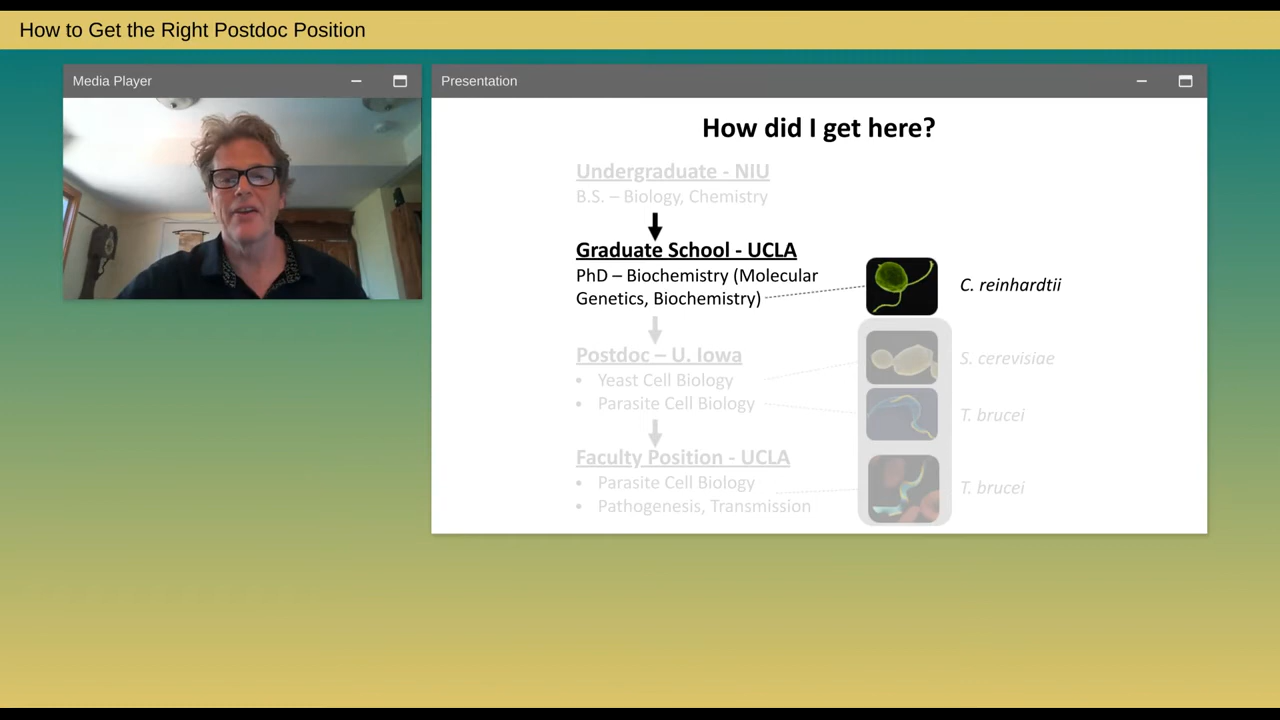 How to Get the Right Postdoc Position
Media Player
Presentation
How did I get here?
Undergraduate - NIU
B.S. – Biology, Chemistry
Graduate School - UCLA
PhD – Biochemistry (Molecular
Genetics, Biochemistry)
C. reinhardtii
Postdoc – U. Iowa
• Yeast Cell Biology
S. cerevisiae
• Parasite Cell Biology
T. brucei
Faculty Position - UCLA
• Parasite Cell Biology
T. brucei
• Pathogenesis, Transmission